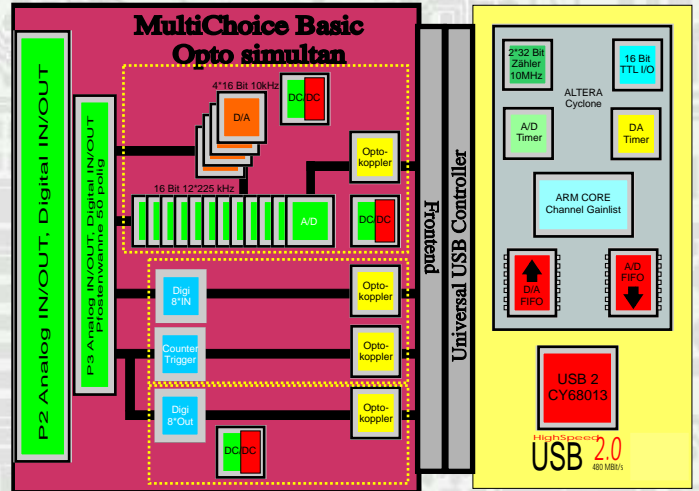 MultiChoice Basic
Opto simultan
P2 Analog IN/OUT, Digital IN/OUT
P3 Analog IN/OUT, Digital IN/OUT
Pfostenwanne 50 polig
4*16 Bit 10kHz
D/A
DC/DC
Opto-
koppler
16 Bit 12*225 kHz
A/D
DC/DC
Digi
8*IN
Opto-
koppler
Counter
Trigger
Opto-
koppler
Digi
8*Out
Opto-
koppler
DC/DC
Frontend
Universal USB Controller
2*32 Bit
Zähler
10MHz
16 Bit
TTL I/O
ALTERA
Cyclone
A/D
Timer
DA
Timer
ARM CORE
Channel Gainlist
D/A
FIFO
A/D
FIFO
USB 2
CY68013
HighSpeed
USB 2.0
480 MBit/s